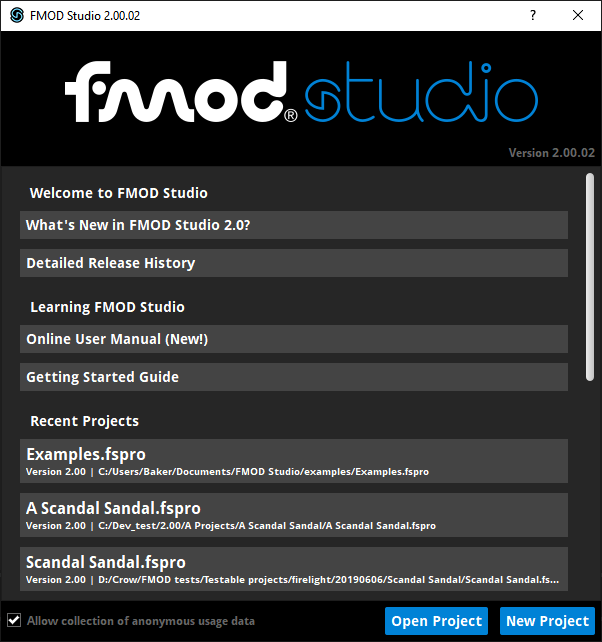 FMOD Studio 2.00.02
?
fmod® studio
Version 2.00.02
Welcome to FMOD Studio
What's New in FMOD Studio 2.0?
Detailed Release History
Learning FMOD Studio
Online User Manual (New!)
Getting Started Guide
Recent Projects
Examples.fspro
Version 2.00 | C:/Users/Baker/Documents/FMOD Studio/examples/Examples.fspro
A Scandal Sandal.fspro
Version 2.00 | C:/Dev_test/2.00/A Projects/A Scandal Sandal/A Scandal Sandal.fspro
Scandal Sandal.fspro
Version 2.00 | D:/Crow/FMOD tests/Testable projects/firelight/20190606/Scandal Sandal/Scandal Sandal.fs...
Allow collection of anonymous usage data
Open Project
New Project